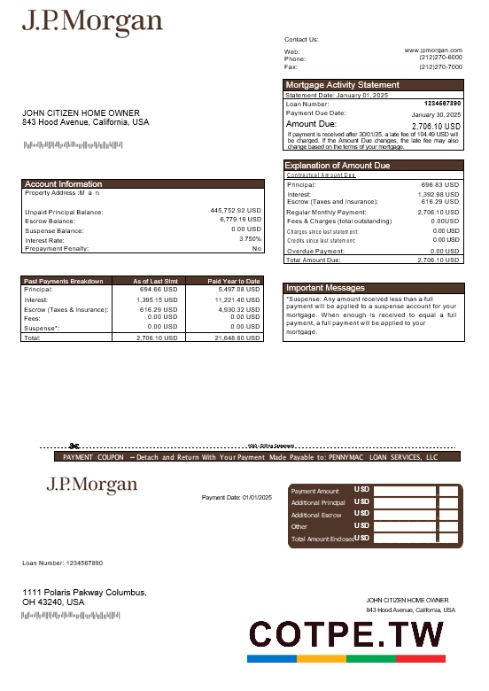 J.P.Morgan
Contact Us:
Web: www.jpmorgan.com
Phone: (212)270-6000
Fax: (212)270-7000
Mortgage Activity Statement
Statement Date: January 01, 2025
Loan Number: 1234567890
Payment Due Date: January 30, 2025
Amount Due: 2,706.10 USD
If payment is received after 30/01/25, a late fee of 104.49 USD will
be charged. If the Amount Due changes, the late fee may also
change based on the terms of your mortgage.
JOHN CITIZEN HOME OWNER
843 Hood Avenue, California, USA
Explanation of Amount Due
Contractual Amount Due
Principal: 696.83 USD
Interest: 1,392.98 USD
Escrow (Taxes and Insurance): 616.29 USD
Regular Monthly Payment: 2,706.10 USD
Fees & Charges (total outstanding) 0.00USD
Charges since last statement: 0.00 USD
Credits since last statement: 0.00 USD
Overdue Payment: 0.00 USD
Total Amount Due: 2,706.10 USD
Account Information
Property Address :M a n
Unpaid Principal Balance: 445,752.92 USD
Escrow Balance: 6,779.19 USD
Suspense Balance: 0.00 USD
Interest Rate: 3.750%
Prepayment Penalty: No
Past Payments Breakdown As of Last Stmt Paid Year to Date
Principal: 694.66 USD 5,497.08 USD
Interest: 1,395.15 USD 11,221.40 USD
Escrow (Taxes & Insurance): 616.29 USD 4,930.32 USD
Fees: 0.00 USD 0.00 USD
Suspense*: 0.00 USD 0.00 USD
Total: 2,706.10 USD 21,648.80 USD
Important Messages
*Suspense: Any amount received less than a full
payment will be applied to a suspense account for your
mortgage. When enough is received to equal a full
payment, a full payment will be applied to your
mortgage.
PAYMENT COUPON – Detach and Return With Your Payment Made Payable to: PENNYMAC LOAN SERVICES, LLC
J.P.Morgan
Payment Date: 01/01/2025
Payment Amount USD
Additional Principal USD
Additional Escrow USD
Other USD
Total Amount Enclosed USD
Loan Number: 1234567890
1111 Polaris Pakway Columbus,
OH 43240, USA
JOHN CITIZEN HOME OWNER
843 Hood Avenue, California, USA
COTPE.TW